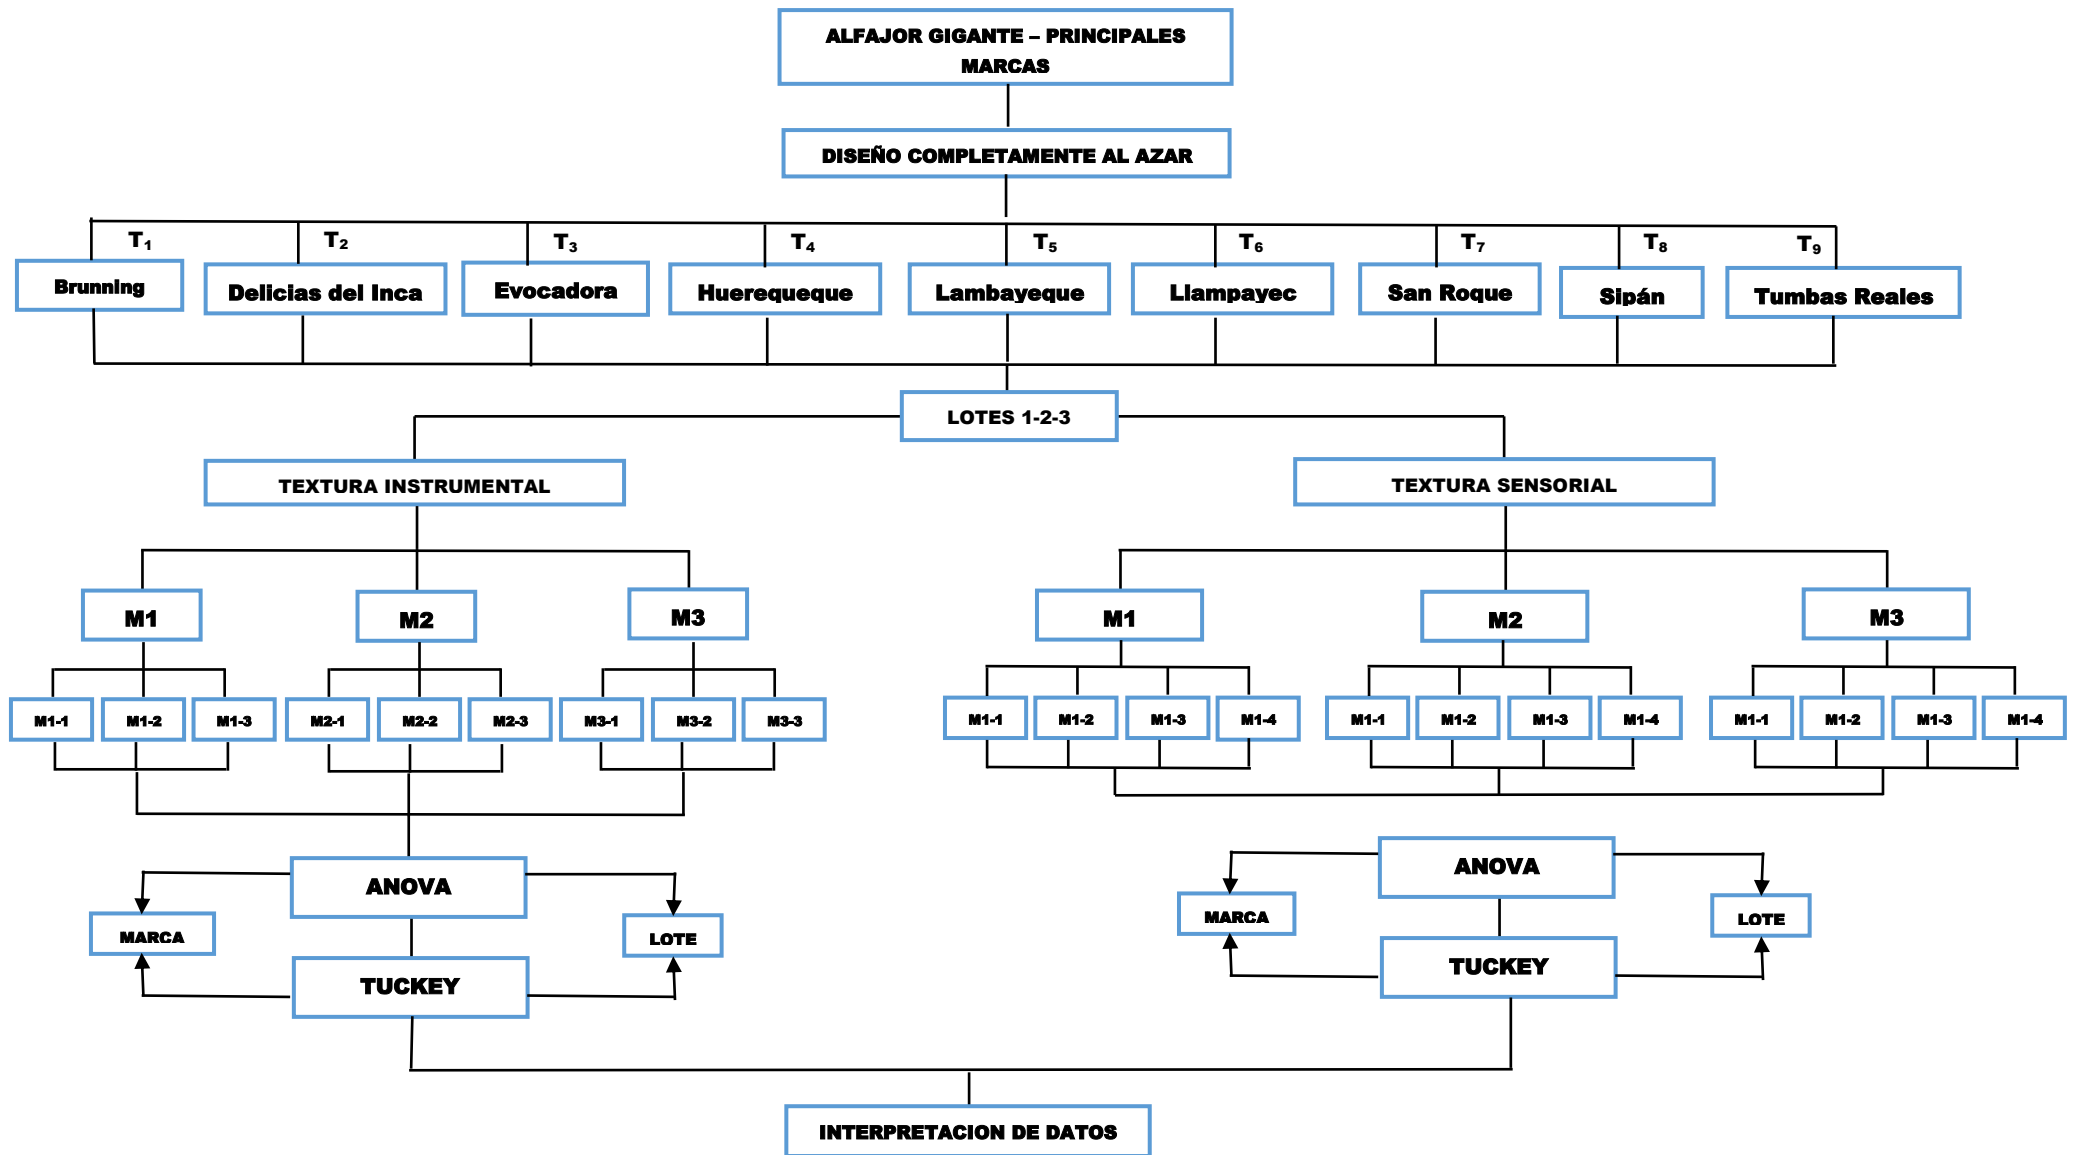 ALFAJOR GIGANTE – PRINCIPALES
MARCAS
DISEÑO COMPLETAMENTE AL AZAR
T1 T2 T3 T4 T5 T6 T7 T8 T9
Brunning Delicias del Inca Evocadora Huerequeque Lambayeque Llampayec San Roque Sipán Tumbas Reales
LOTES 1-2-3
TEXTURA INSTRUMENTAL TEXTURA SENSORIAL
M1 M2 M3 M1 M2 M3
M1-1 M1-2 M1-3 M2-1 M2-2 M2-3 M3-1 M3-2 M3-3 M1-1 M1-2 M1-3 M1-4 M1-1 M1-2 M1-3 M1-4 M1-1 M1-2 M1-3 M1-4
ANOVA ANOVA
MARCA LOTE MARCA LOTE
TUCKEY TUCKEY
INTERPRETACION DE DATOS